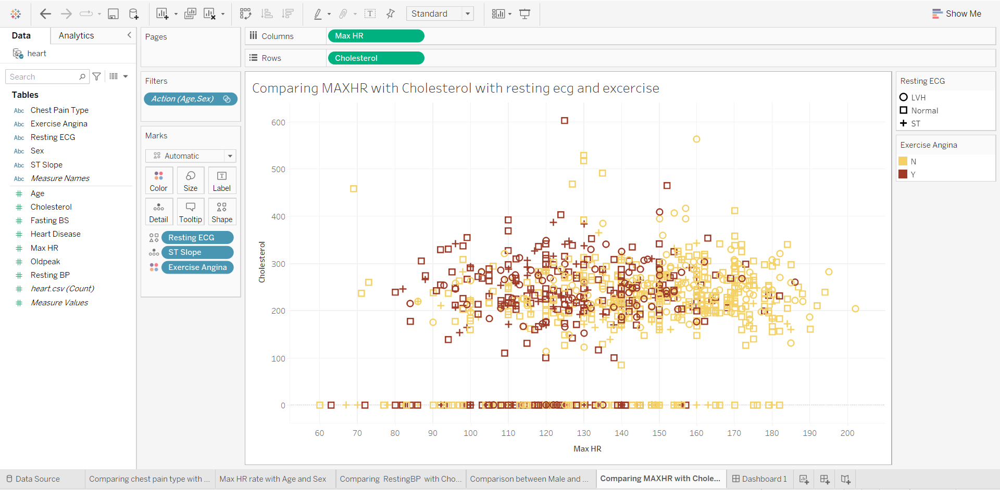 Standard
Show Me
Data
Analytics
heart
Search
Tables
Abc Chest Pain Type
Abc Exercise Angina
Abc Resting ECG
Abc Sex
Abc ST Slope
Abc Measure Names
# Age
# Cholesterol
# Fasting BS
# Heart Disease
# Max HR
# Oldpeak
# Resting BP
# heart.csv (Count)
# Measure Values
Pages
Filters
Action (Age,Sex)
Marks
Automatic
Color
Size
T
Label
Detail
Tooltip
Shape
Resting ECG
ST Slope
Exercise Angina
Columns
Max HR
Rows
Cholesterol
Comparing MAXHR with Cholesterol with resting ecg and excercise
Cholesterol
600
500
400
300
200
100
0
60 70 80 90 100 110 120 130 140 150 160 170 180 190 200
Max HR
Resting ECG
LVH
Normal
ST
Exercise Angina
N
Y
Data Source
Comparing chest pain type with ...
Max HR rate with Age and Sex
Comparing RestingBP with Cho...
Comparison between Male and ...
Comparing MAXHR with Chole...
Dashboard 1